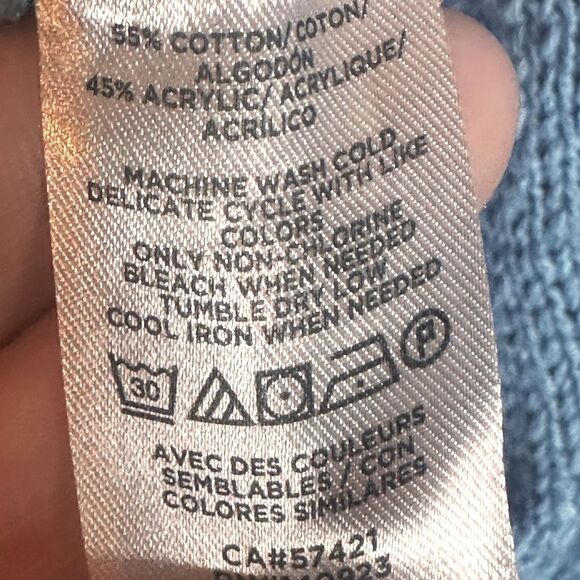 55% COTTON/COTON/
ALGODÓN
45% ACRYLIC/ACRYLIQUE/
ACRÍLICO
MACHINE WASH COLD
DELICATE CYCLE WITH LIKE
COLORS
ONLY NON-CHLORINE
BLEACH WHEN NEEDED
TUMBLE DRY LOW
COOL IRON WHEN NEEDED
30 P
AVEC DES COULEURS
SEMBLABLES / CON
COLORES SIMILARES
CA#57421